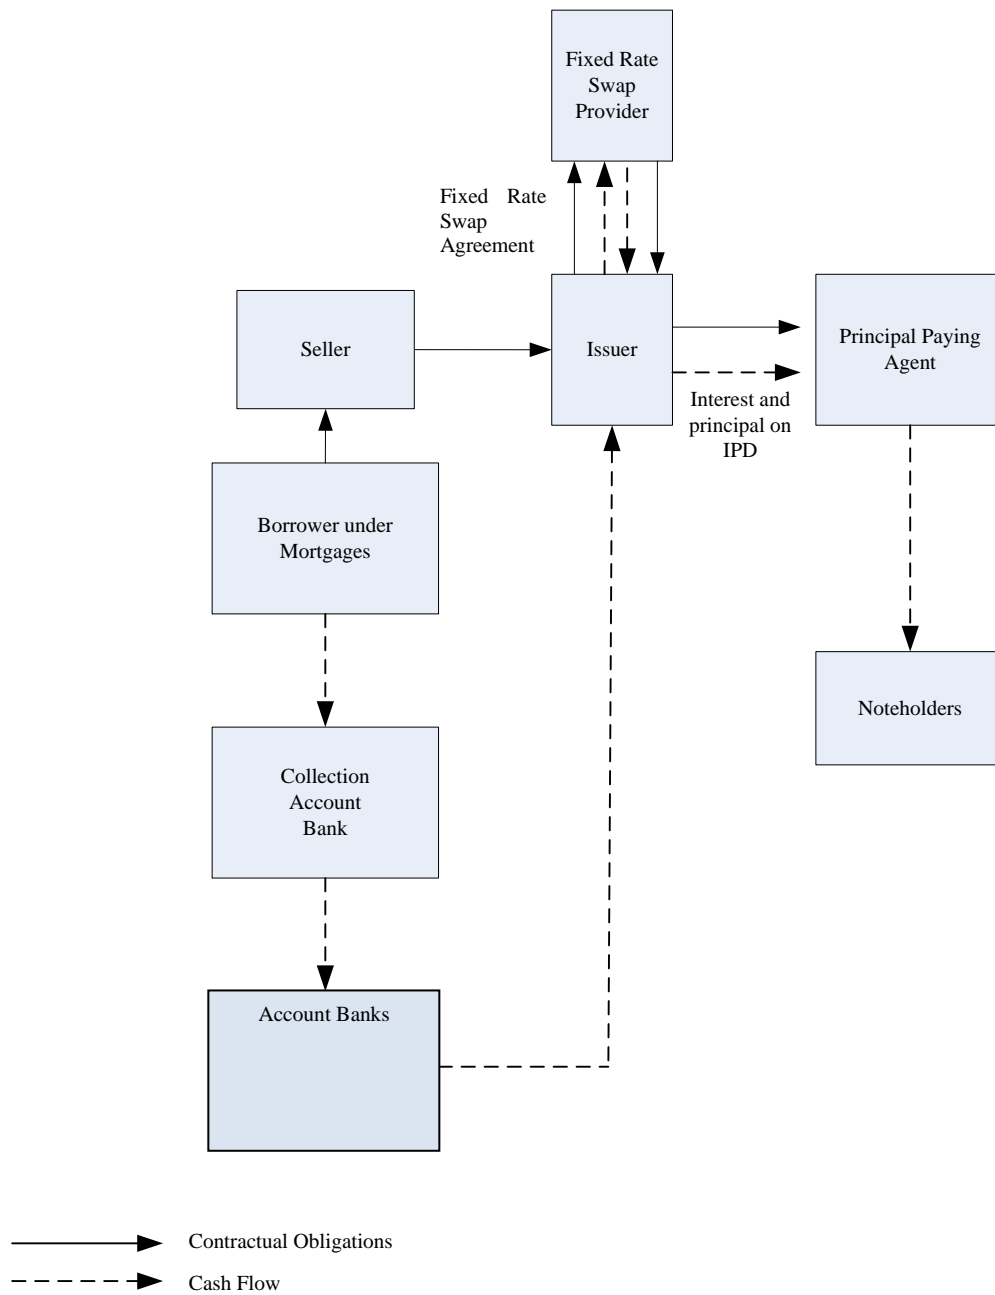 Fixed Rate
Swap
Provider
Fixed Rate
Swap
Agreement
Seller
Issuer
Principal Paying
Agent
Interest and
principal on
IPD
Borrower under
Mortgages
Noteholders
Collection
Account
Bank
Account Banks
Contractual Obligations
Cash Flow